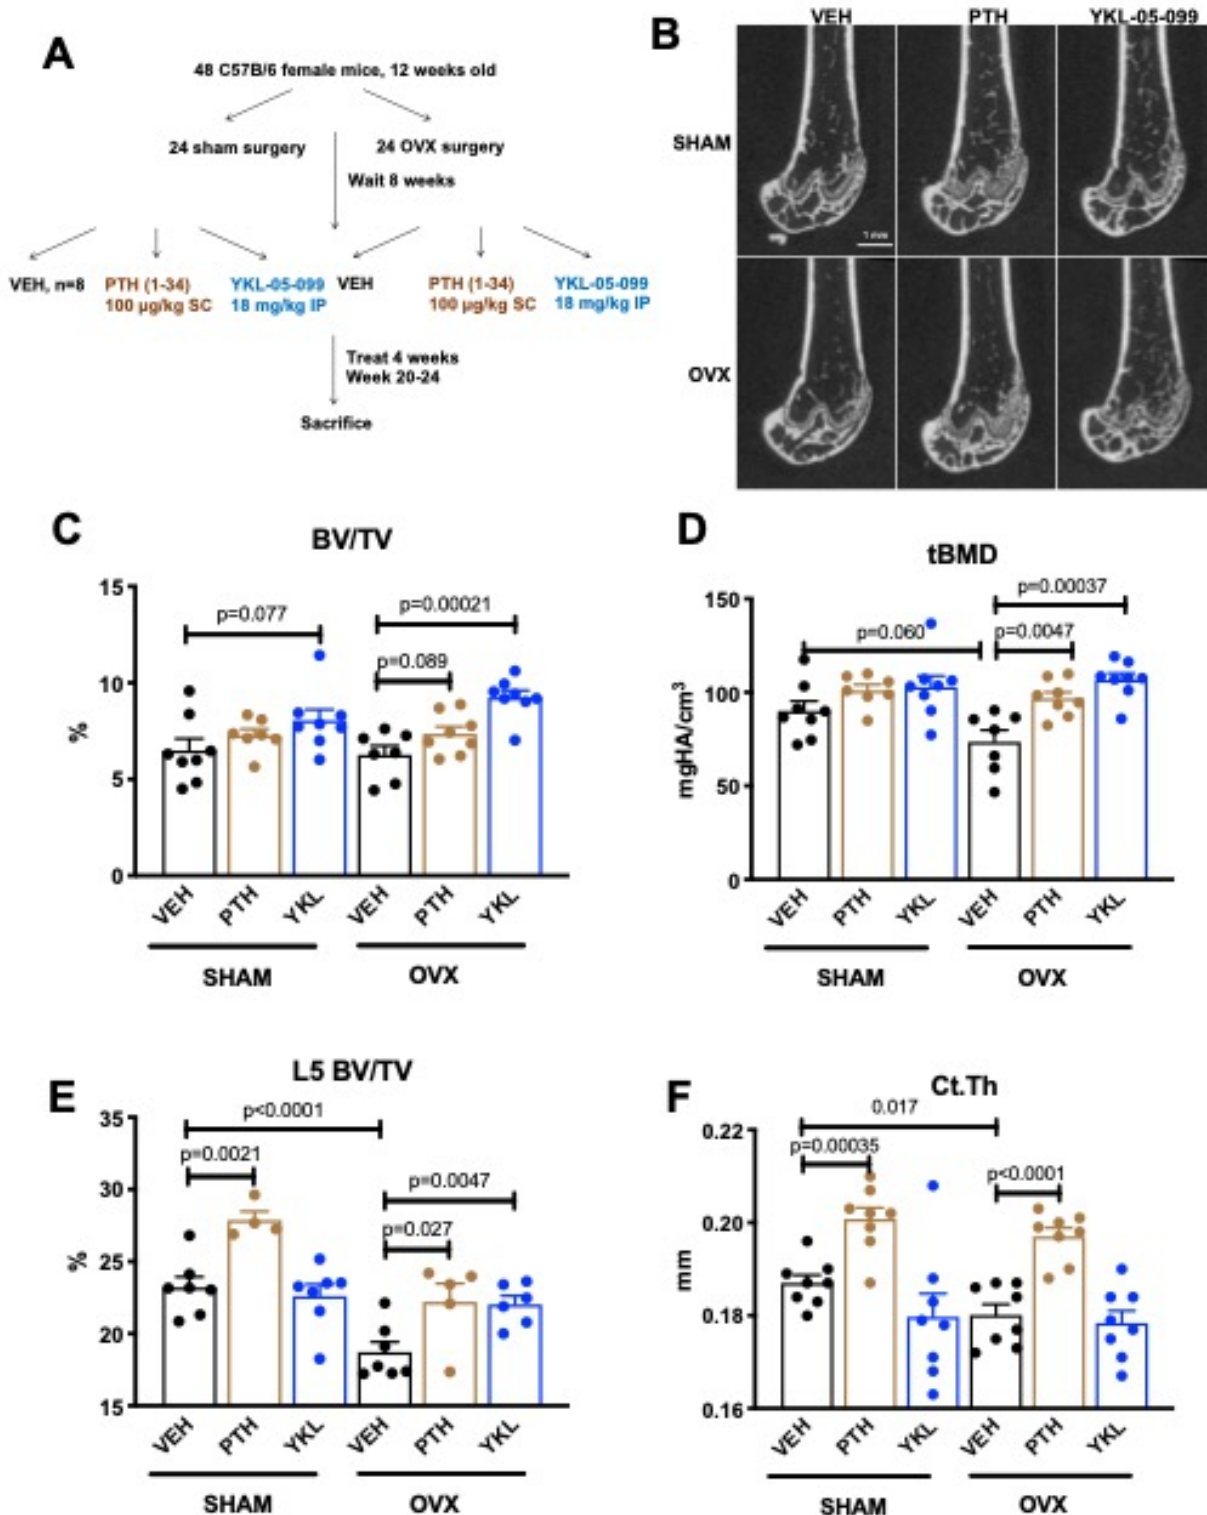 A
48 C57B/6 female mice, 12 weeks old
24 sham surgery
24 OVX surgery
Wait 8 weeks
VEH, n=8
PTH (1-34)
100 µg/kg SC
YKL-05-099
18 mg/kg IP
VEH
PTH (1-34)
100 µg/kg SC
YKL-05-099
18 mg/kg IP
Treat 4 weeks
Week 20-24
Sacrifice
B
VEH PTH YKL-05-099
SHAM
1 mm
OVX
C
BV/TV
p=0.077
p=0.00021
p=0.089
15
10
5
0
%
VEH PTH YKL VEH PTH YKL
SHAM OVX
D
tBMD
p=0.00037
p=0.060
p=0.0047
150
100
50
0
mgHA/cm³
VEH PTH YKL VEH PTH YKL
SHAM OVX
E
L5 BV/TV
p<0.0001
p=0.0021
p=0.0047
p=0.027
35
30
25
20
15
%
VEH PTH YKL VEH PTH YKL
SHAM OVX
F
Ct.Th
0.017
p=0.00035
p<0.0001
0.22
0.20
0.18
0.16
mm
VEH PTH YKL VEH PTH YKL
SHAM OVX